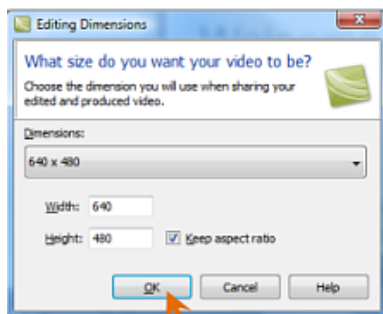 Editing Dimensions
What size do you want your video to be?
Choose the dimension you will use when sharing your
edited and produced video.
Dimensions:
640 x 480
Width: 640
Height: 480 Keep aspect ratio
OK Cancel Help